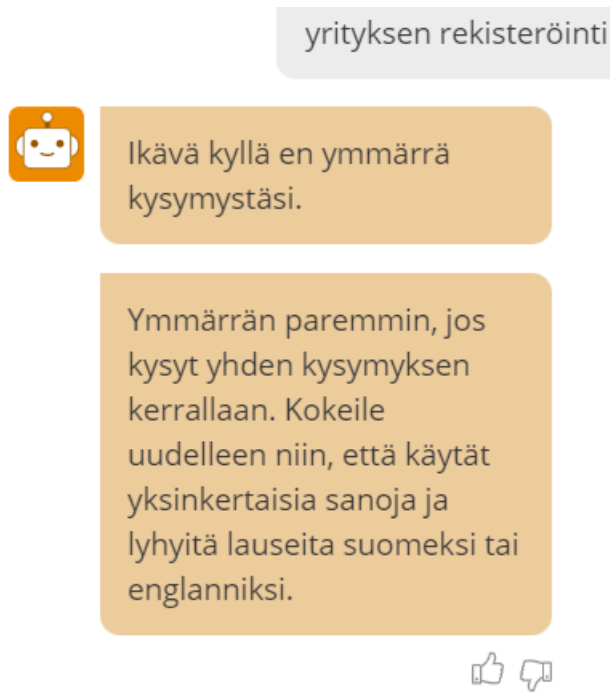 yrityksen rekisteröinti
Ikävä kyllä en ymmärrä
kysymystäsi.
Ymmärrän paremmin, jos
kysyt yhden kysymyksen
kerrallaan. Kokeile
uudelleen niin, että käytät
yksinkertaisia sanoja ja
lyhyitä lauseita suomeksi tai
englanniksi.